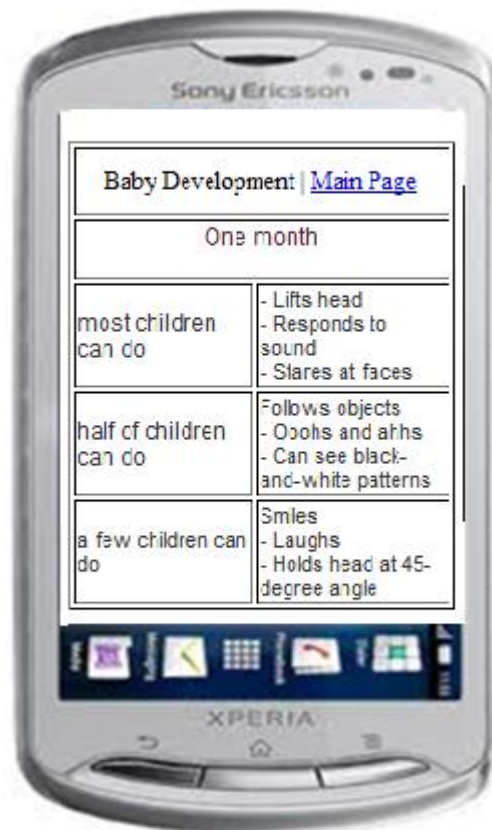 Sony Ericsson
Baby Development | Main Page
One month
most children
can do
- Lifts head
- Responds to
sound
- Stares at faces
half of children
can do
Follows objects
- Ooohs and ahhs
- Can see black-
and-white patterns
a few children can
do
Smiles
- Laughs
- Holds head at 45-
degree angle
XPERIA